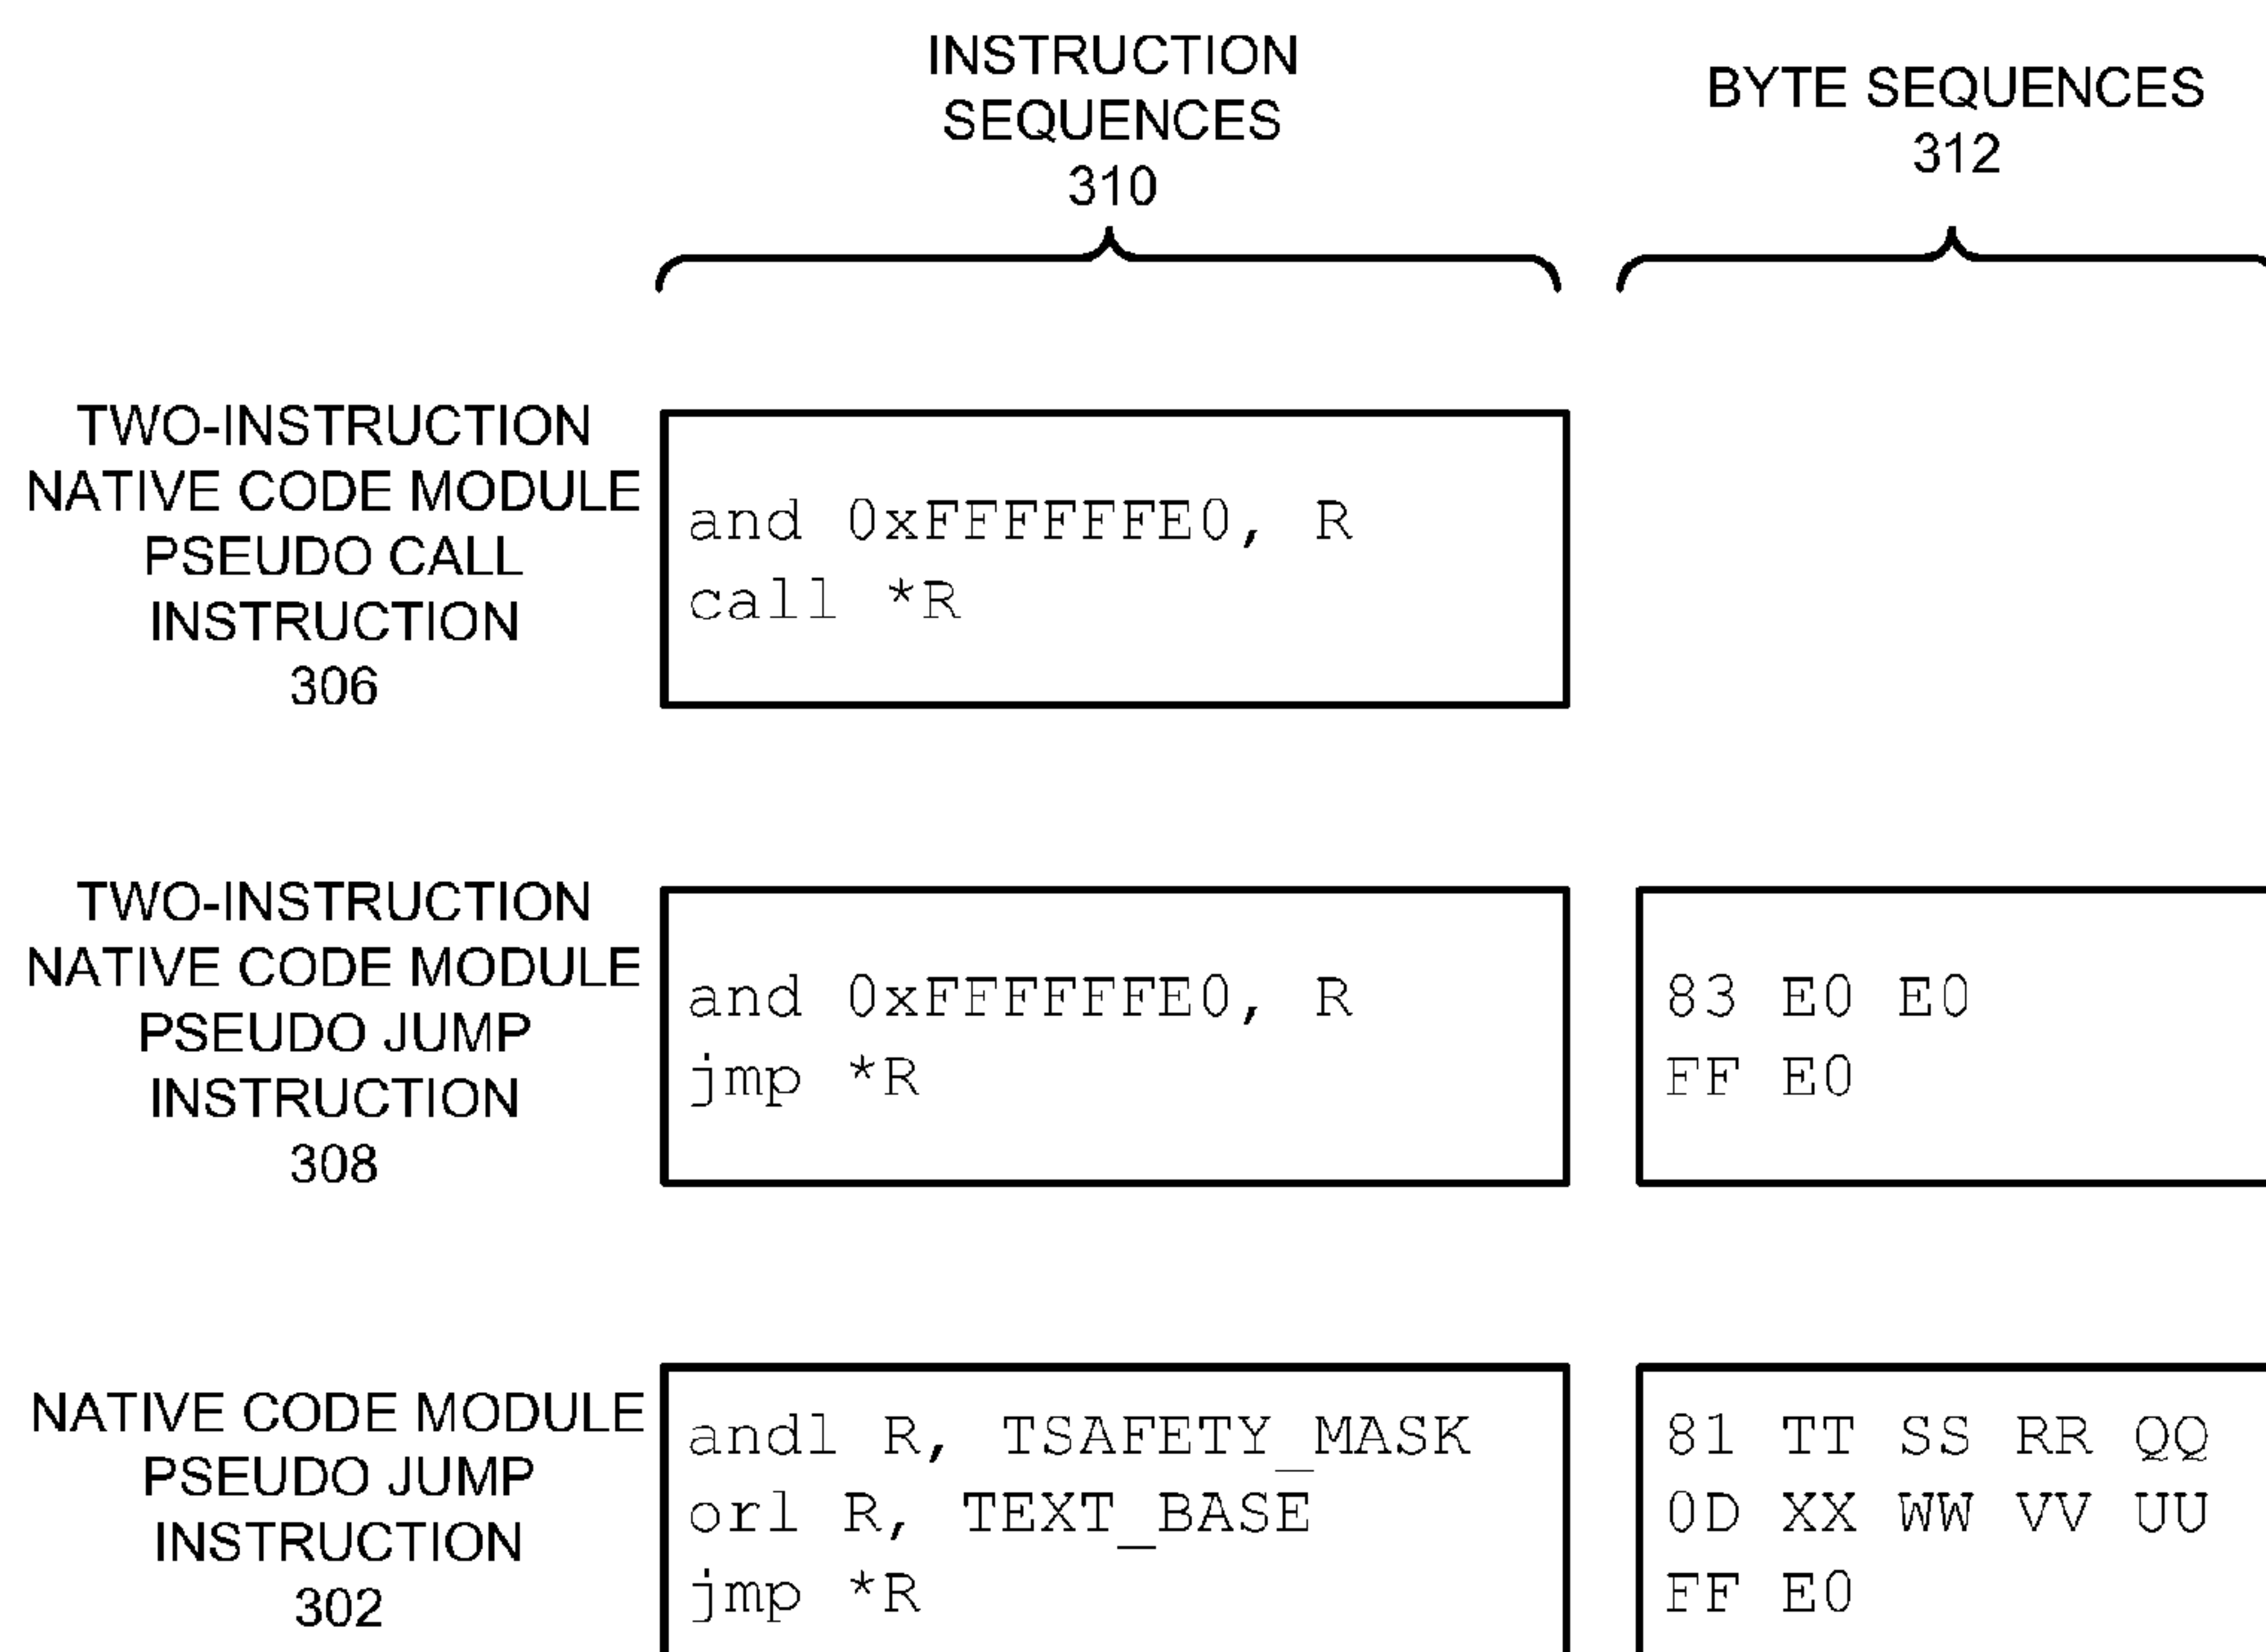 INSTRUCTION
SEQUENCES
310
BYTE SEQUENCES
312
TWO-INSTRUCTION
NATIVE CODE MODULE
PSEUDO CALL
INSTRUCTION
306
and 0xFFFFFFE0, R
call *R
TWO-INSTRUCTION
NATIVE CODE MODULE
PSEUDO JUMP
INSTRUCTION
308
and 0xFFFFFFE0, R
jmp *R
83 E0 E0
FF E0
NATIVE CODE MODULE
PSEUDO JUMP
INSTRUCTION
302
andl R, TSAFETY_MASK
orl R, TEXT_BASE
jmp *R
81 TT SS RR QQ
0D XX WW VV UU
FF E0